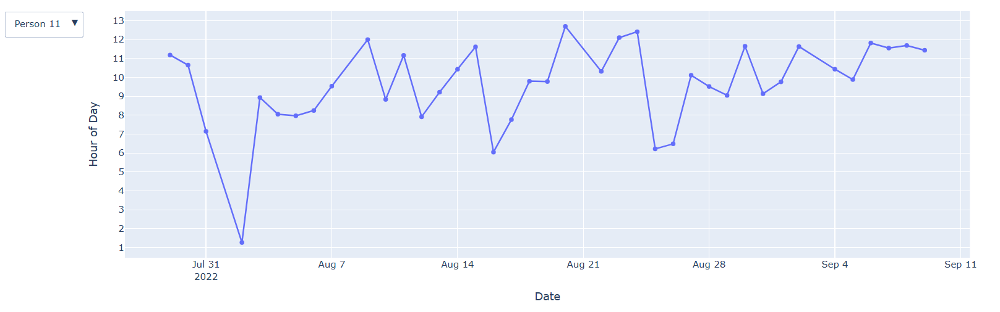 Person 11 ▼
13
12
11
10
9
8
7
6
5
4
3
2
1
Hour of Day
Jul 31
2022
Aug 7
Aug 14
Aug 21
Aug 28
Sep 4
Sep 11
Date